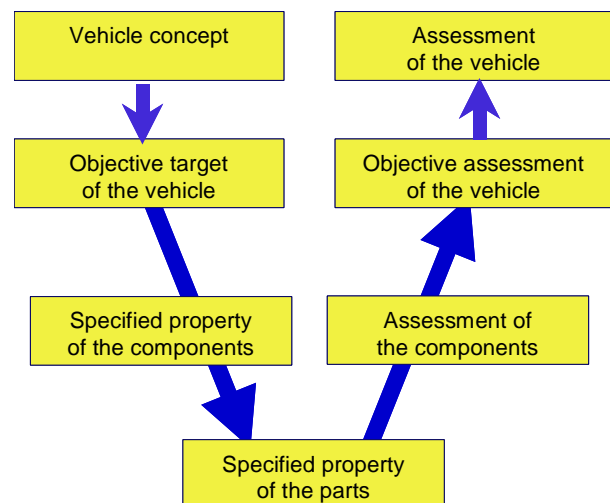 Vehicle concept
Assessment
of the vehicle
Objective target
of the vehicle
Objective assessment
of the vehicle
Specified property
of the components
Assessment of
the components
Specified property
of the parts